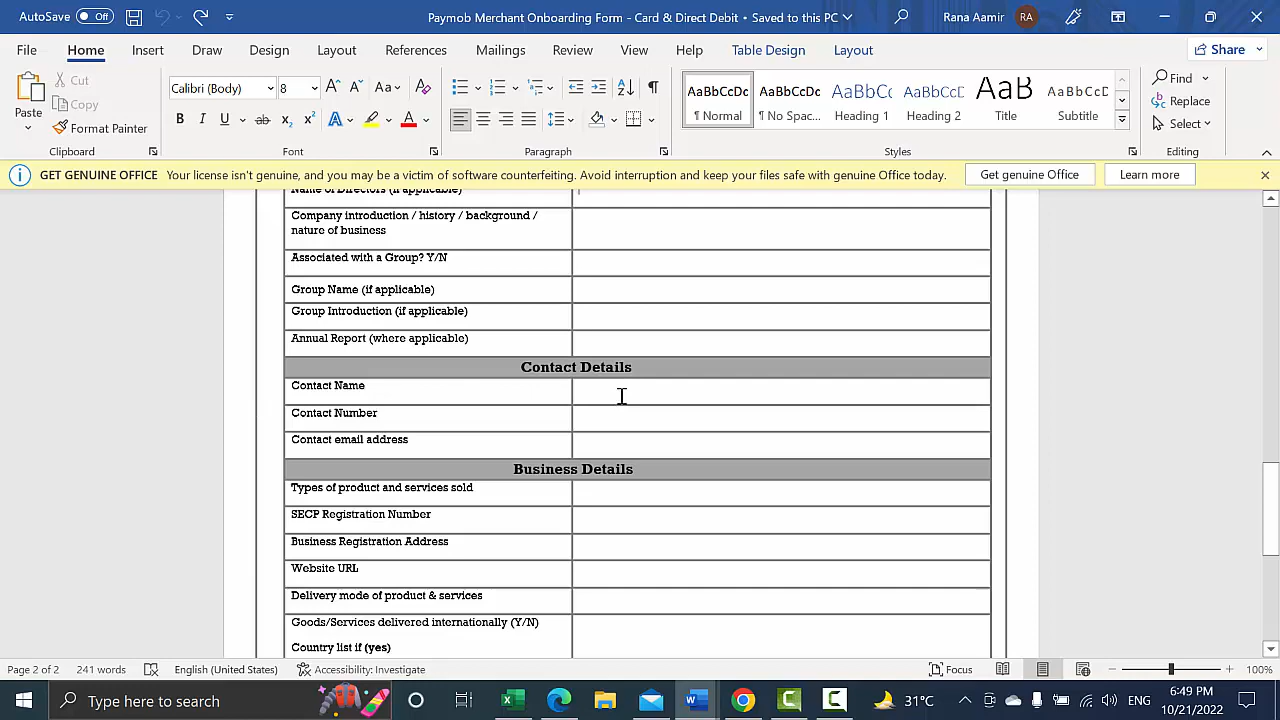 AutoSave Off
Paymob Merchant Onboarding Form - Card & Direct Debit • Saved to this PC
Rana Aamir RA
File Home Insert Draw Design Layout References Mailings Review View Help Table Design Layout
Share
Paste
Cut
Copy
Format Painter
Clipboard
Calibri (Body) 8
Font
Paragraph
AaBbCcDc AaBbCcDc AaBbCc AaBbCcD AaB AaBbCcD
¶ Normal ¶ No Spac... Heading 1 Heading 2 Title Subtitle
Styles
Find
Replace
Select
Editing
GET GENUINE OFFICE Your license isn't genuine, and you may be a victim of software counterfeiting. Avoid interruption and keep your files safe with genuine Office today. Get genuine Office Learn more
Name of Directors (if applicable)
Company introduction / history / background /
nature of business
Associated with a Group? Y/N
Group Name (if applicable)
Group Introduction (if applicable)
Annual Report (where applicable)
Contact Details
Contact Name
Contact Number
Contact email address
Business Details
Types of product and services sold
SECP Registration Number
Business Registration Address
Website URL
Delivery mode of product & services
Goods/Services delivered internationally (Y/N)
Country list if (yes)
Page 2 of 2 241 words English (United States) Accessibility: Investigate Focus 100%
Type here to search
31°C ENG
6:49 PM
10/21/2022